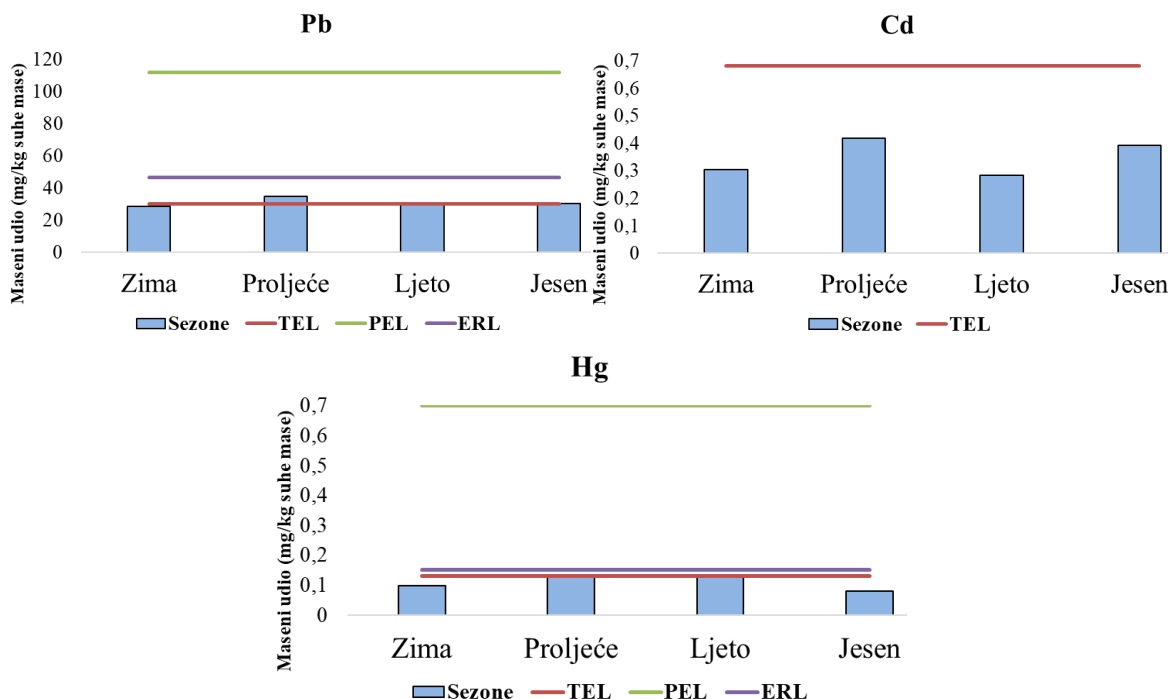 Pb
Maseni udio (mg/kg suhe mase)
120
100
80
60
40
20
0
Zima Proljeće Ljeto Jesen
Sezone TEL PEL ERL
Cd
Maseni udio (mg/kg suhe mase)
0,7
0,6
0,5
0,4
0,3
0,2
0,1
0
Zima Proljeće Ljeto Jesen
Sezone TEL
Hg
Maseni udio (mg/kg suhe mase)
0,7
0,6
0,5
0,4
0,3
0,2
0,1
0
Zima Proljeće Ljeto Jesen
Sezone TEL PEL ERL